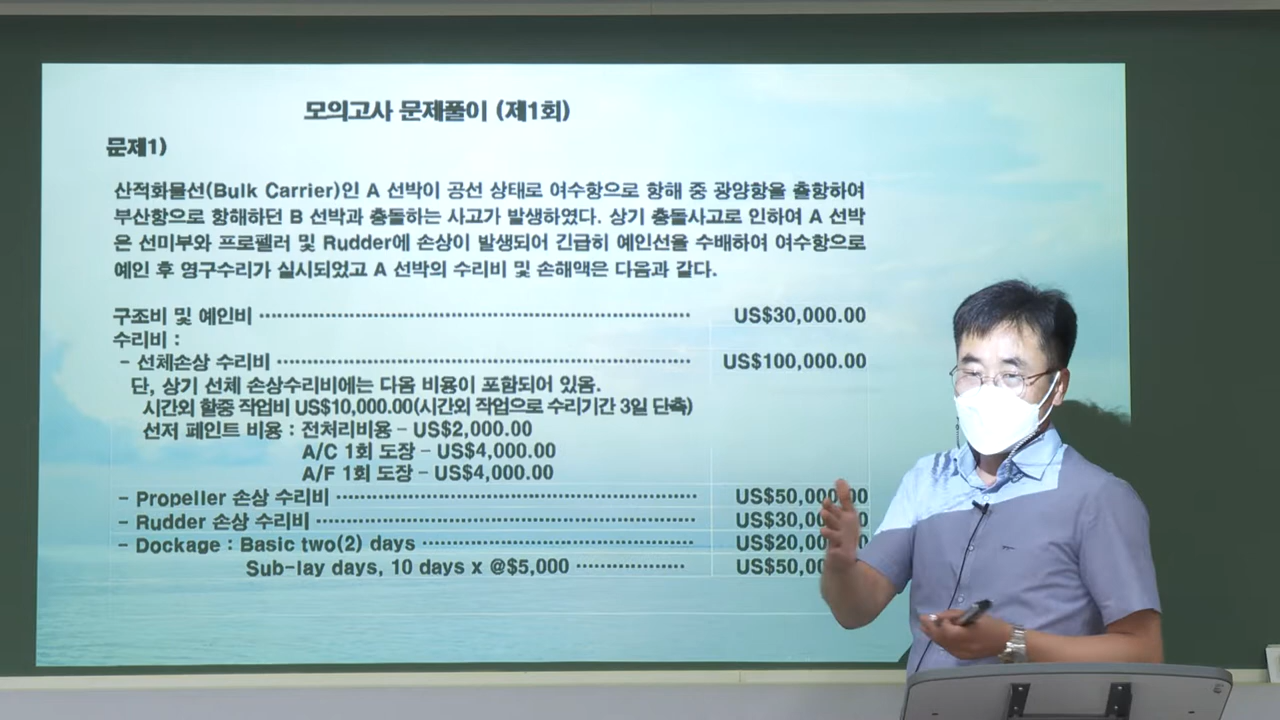 모의고사 문제풀이 (제1회)
문제1)
산적화물선(Bulk Carrier)인 A 선박이 공선 상태로 여수항으로 항해 중 광양항을 출항하여
부산항으로 항해하던 B 선박과 충돌하는 사고가 발생하였다. 상기 충돌사고로 인하여 A 선박
은 선미부와 프로펠러 및 Rudder에 손상이 발생되어 긴급히 예인선을 수배하여 여수항으로
예인 후 영구수리가 실시되었고 A 선박의 수리비 및 손해액은 다음과 같다.
구조비 및 예인비 ⋯⋯⋯⋯⋯⋯⋯⋯⋯⋯ US$30,000.00
수리비 :
- 선체손상 수리비 ⋯⋯⋯⋯⋯⋯⋯⋯⋯⋯ US$100,000.00
단, 상기 선체 손상수리비에는 다음 비용이 포함되어 있음.
시간외 할증 작업비 US$10,000.00(시간외 작업으로 수리기간 3일 단축)
선저 페인트 비용 : 전처리비용 - US$2,000.00
A/C 1회 도장 - US$4,000.00
A/F 1회 도장 - US$4,000.00
- Propeller 손상 수리비 ⋯⋯⋯⋯⋯⋯⋯⋯ US$50,000.00
- Rudder 손상 수리비 ⋯⋯⋯⋯⋯⋯⋯⋯ US$30,00
- Dockage : Basic two(2) days ⋯⋯⋯⋯⋯⋯ US$20,00
Sub-lay days, 10 days x @$5,000 ⋯⋯⋯⋯ US$50,00